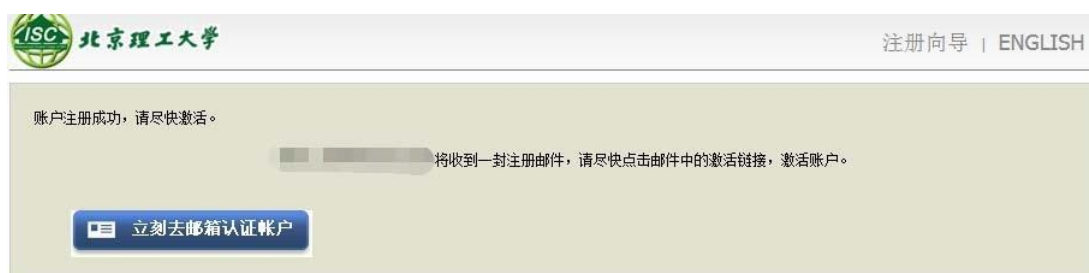 ISC 北京理工大学
注册向导 | ENGLISH
账户注册成功，请尽快激活。
将收到一封注册邮件，请尽快点击邮件中的激活链接，激活账户。
立刻去邮箱认证帐户